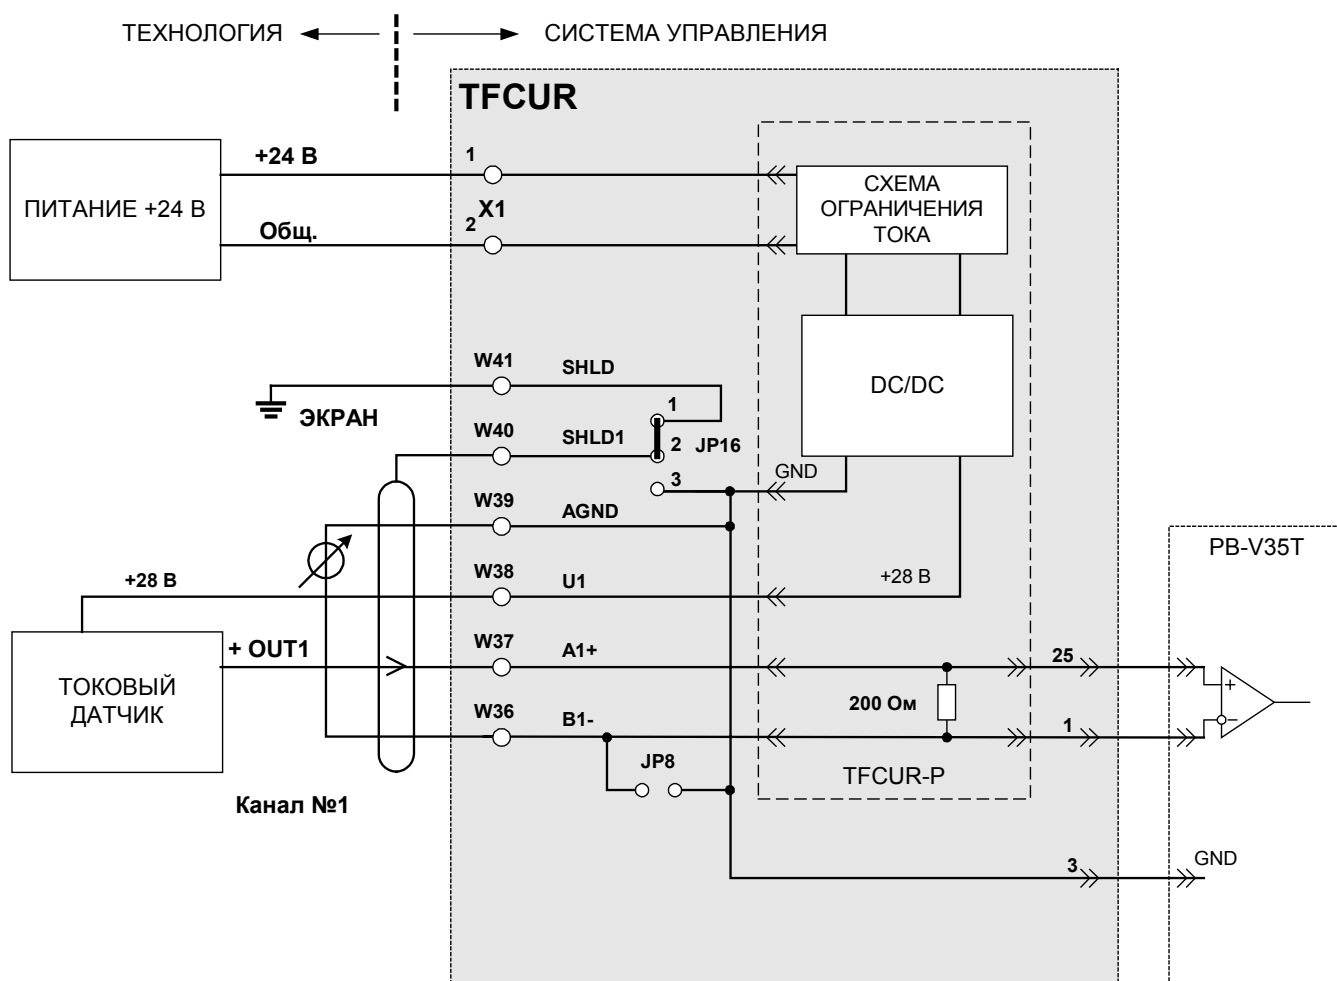 ТЕХНОЛОГИЯ
СИСТЕМА УПРАВЛЕНИЯ
TFCUR
ПИТАНИЕ +24 В
+24 В
Общ.
1
X1
2
СХЕМА
ОГРАНИЧЕНИЯ
ТОКА
DC/DC
W41
SHLD
ЭКРАН
1
W40
SHLD1
2
JP16
3
GND
W39
AGND
PB-V35T
+28 В
W38
U1
+28 В
ТОКОВЫЙ
ДАТЧИК
+ OUT1
W37
A1+
25
+
200 Ом
W36
B1-
1
−
JP8
TFCUR-P
Канал №1
3
GND